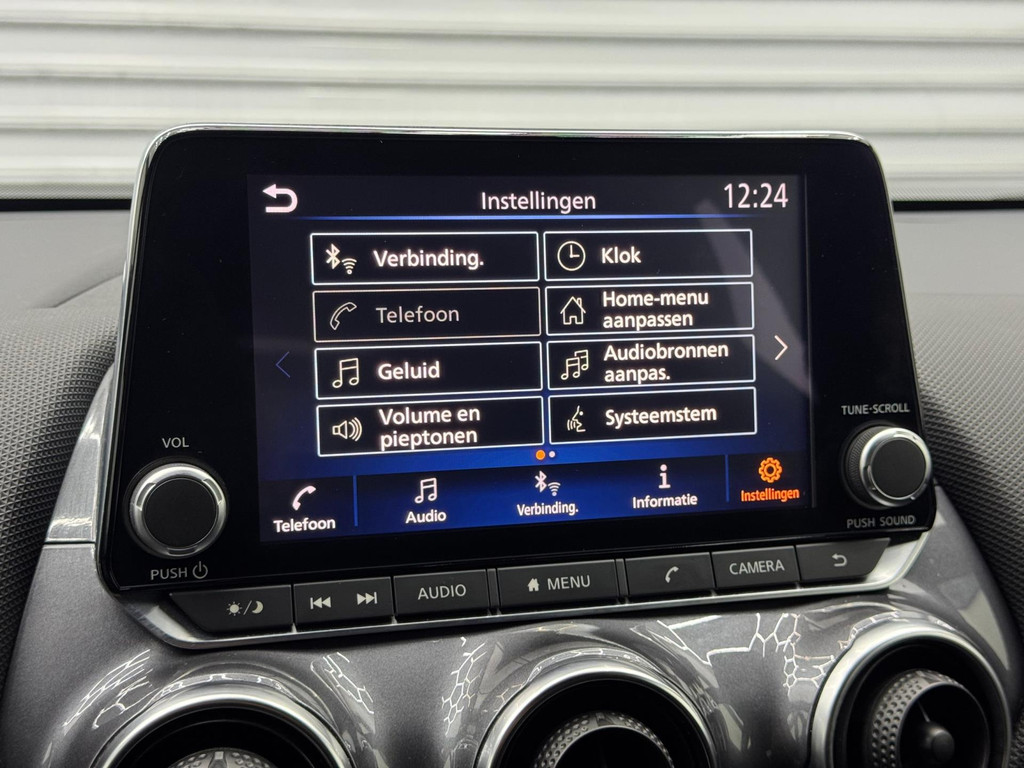 Instellingen
12:24
Verbinding.
Klok
Telefoon
Home-menu
aanpassen
Geluid
Audiobronnen
aanpas.
Volume en
pieptonen
Systeemstem
Telefoon
Audio
Verbinding.
Informatie
Instellingen
VOL
PUSH
TUNE-SCROLL
PUSH SOUND
AUDIO
MENU
CAMERA